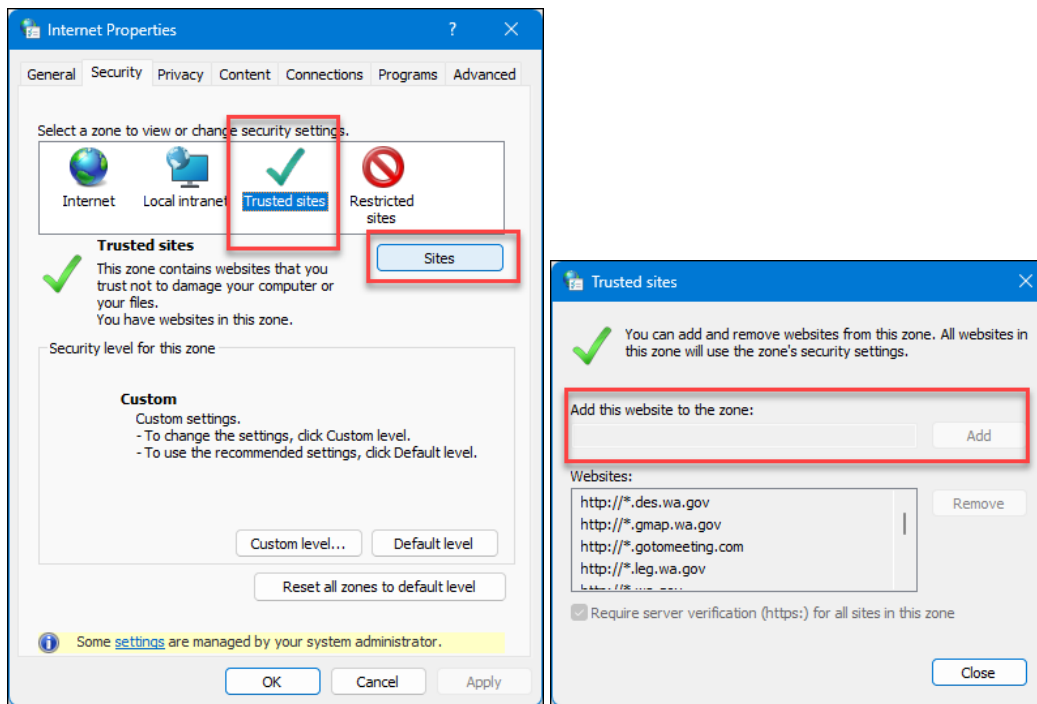 Internet Properties
?
General Security Privacy Content Connections Programs Advanced
Select a zone to view or change security settings.
Internet
Local intranet
Trusted sites
Restricted
sites
Trusted sites
This zone contains websites that you
trust not to damage your computer or
your files.
You have websites in this zone.
Sites
Security level for this zone
Custom
Custom settings.
- To change the settings, click Custom level.
- To use the recommended settings, click Default level.
Custom level...
Default level
Reset all zones to default level
Some settings are managed by your system administrator.
OK
Cancel
Apply
Trusted sites
You can add and remove websites from this zone. All websites in
this zone will use the zone's security settings.
Add this website to the zone:
Add
Websites:
http://*.des.wa.gov
http://*.gmap.wa.gov
http://*.gotomeeting.com
http://*.leg.wa.gov
Remove
Require server verification (https:) for all sites in this zone
Close